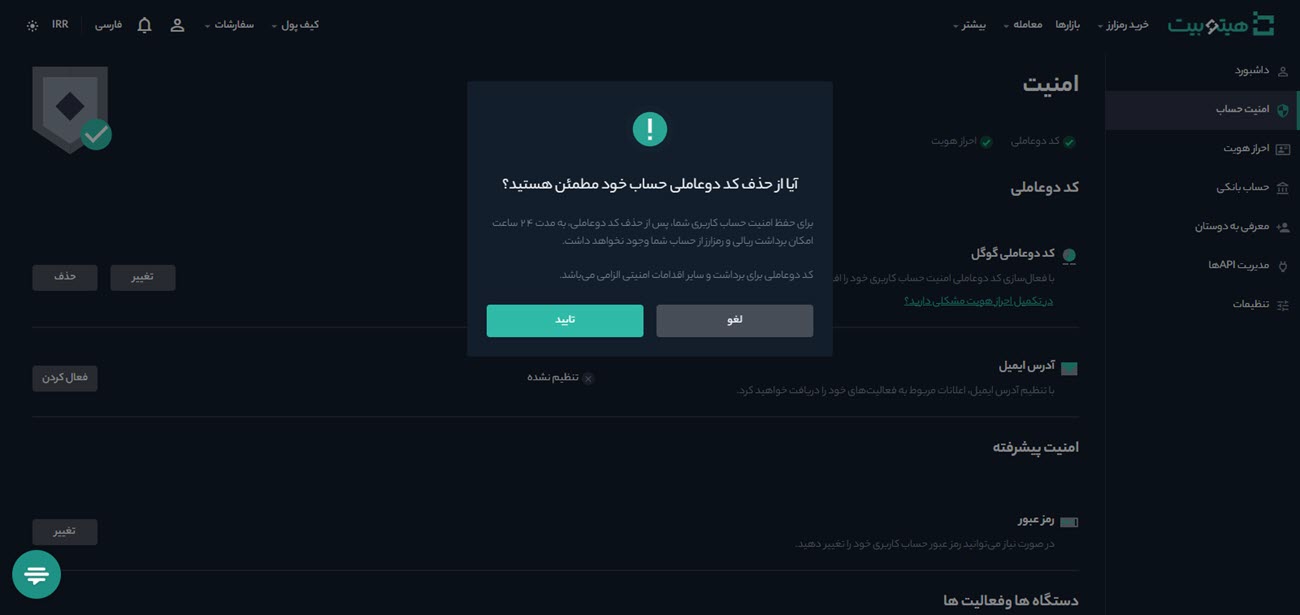 هیتوبیت
خرید رمزارز
بازارها
معامله
بیشتر
کیف پول
سفارشات
فارسی
IRR
داشبورد
امنیت حساب
احراز هویت
حساب بانکی
معرفی به دوستان
مدیریت APIها
تنظیمات
امنیت
کد دوعاملی
احراز هویت
کد دوعاملی
کد دوعاملی گوگل
با فعال‌سازی کد دوعاملی امنیت حساب کاربری خود را
در تکمیل احراز هویت مشکلی دارید؟
تغییر
حذف
آیا از حذف کد دوعاملی حساب خود مطمئن هستید؟
برای حفظ امنیت حساب کاربری شما، پس از حذف کد دوعاملی، به مدت ۲۴ ساعت
امکان برداشت ریالی و رمزارز از حساب شما وجود نخواهد داشت.
کد دوعاملی برای برداشت و سایر اقدامات امنیتی الزامی می‌باشد.
لغو
تایید
آدرس ایمیل
با تنظیم آدرس ایمیل، اعلانات مربوط به فعالیت‌های خود را دریافت خواهید کرد.
تنظیم نشده
فعال کردن
امنیت پیشرفته
رمز عبور
در صورت نیاز می‌توانید رمز عبور حساب کاربری خود را تغییر دهید.
تغییر
دستگاه ها وفعالیت ها